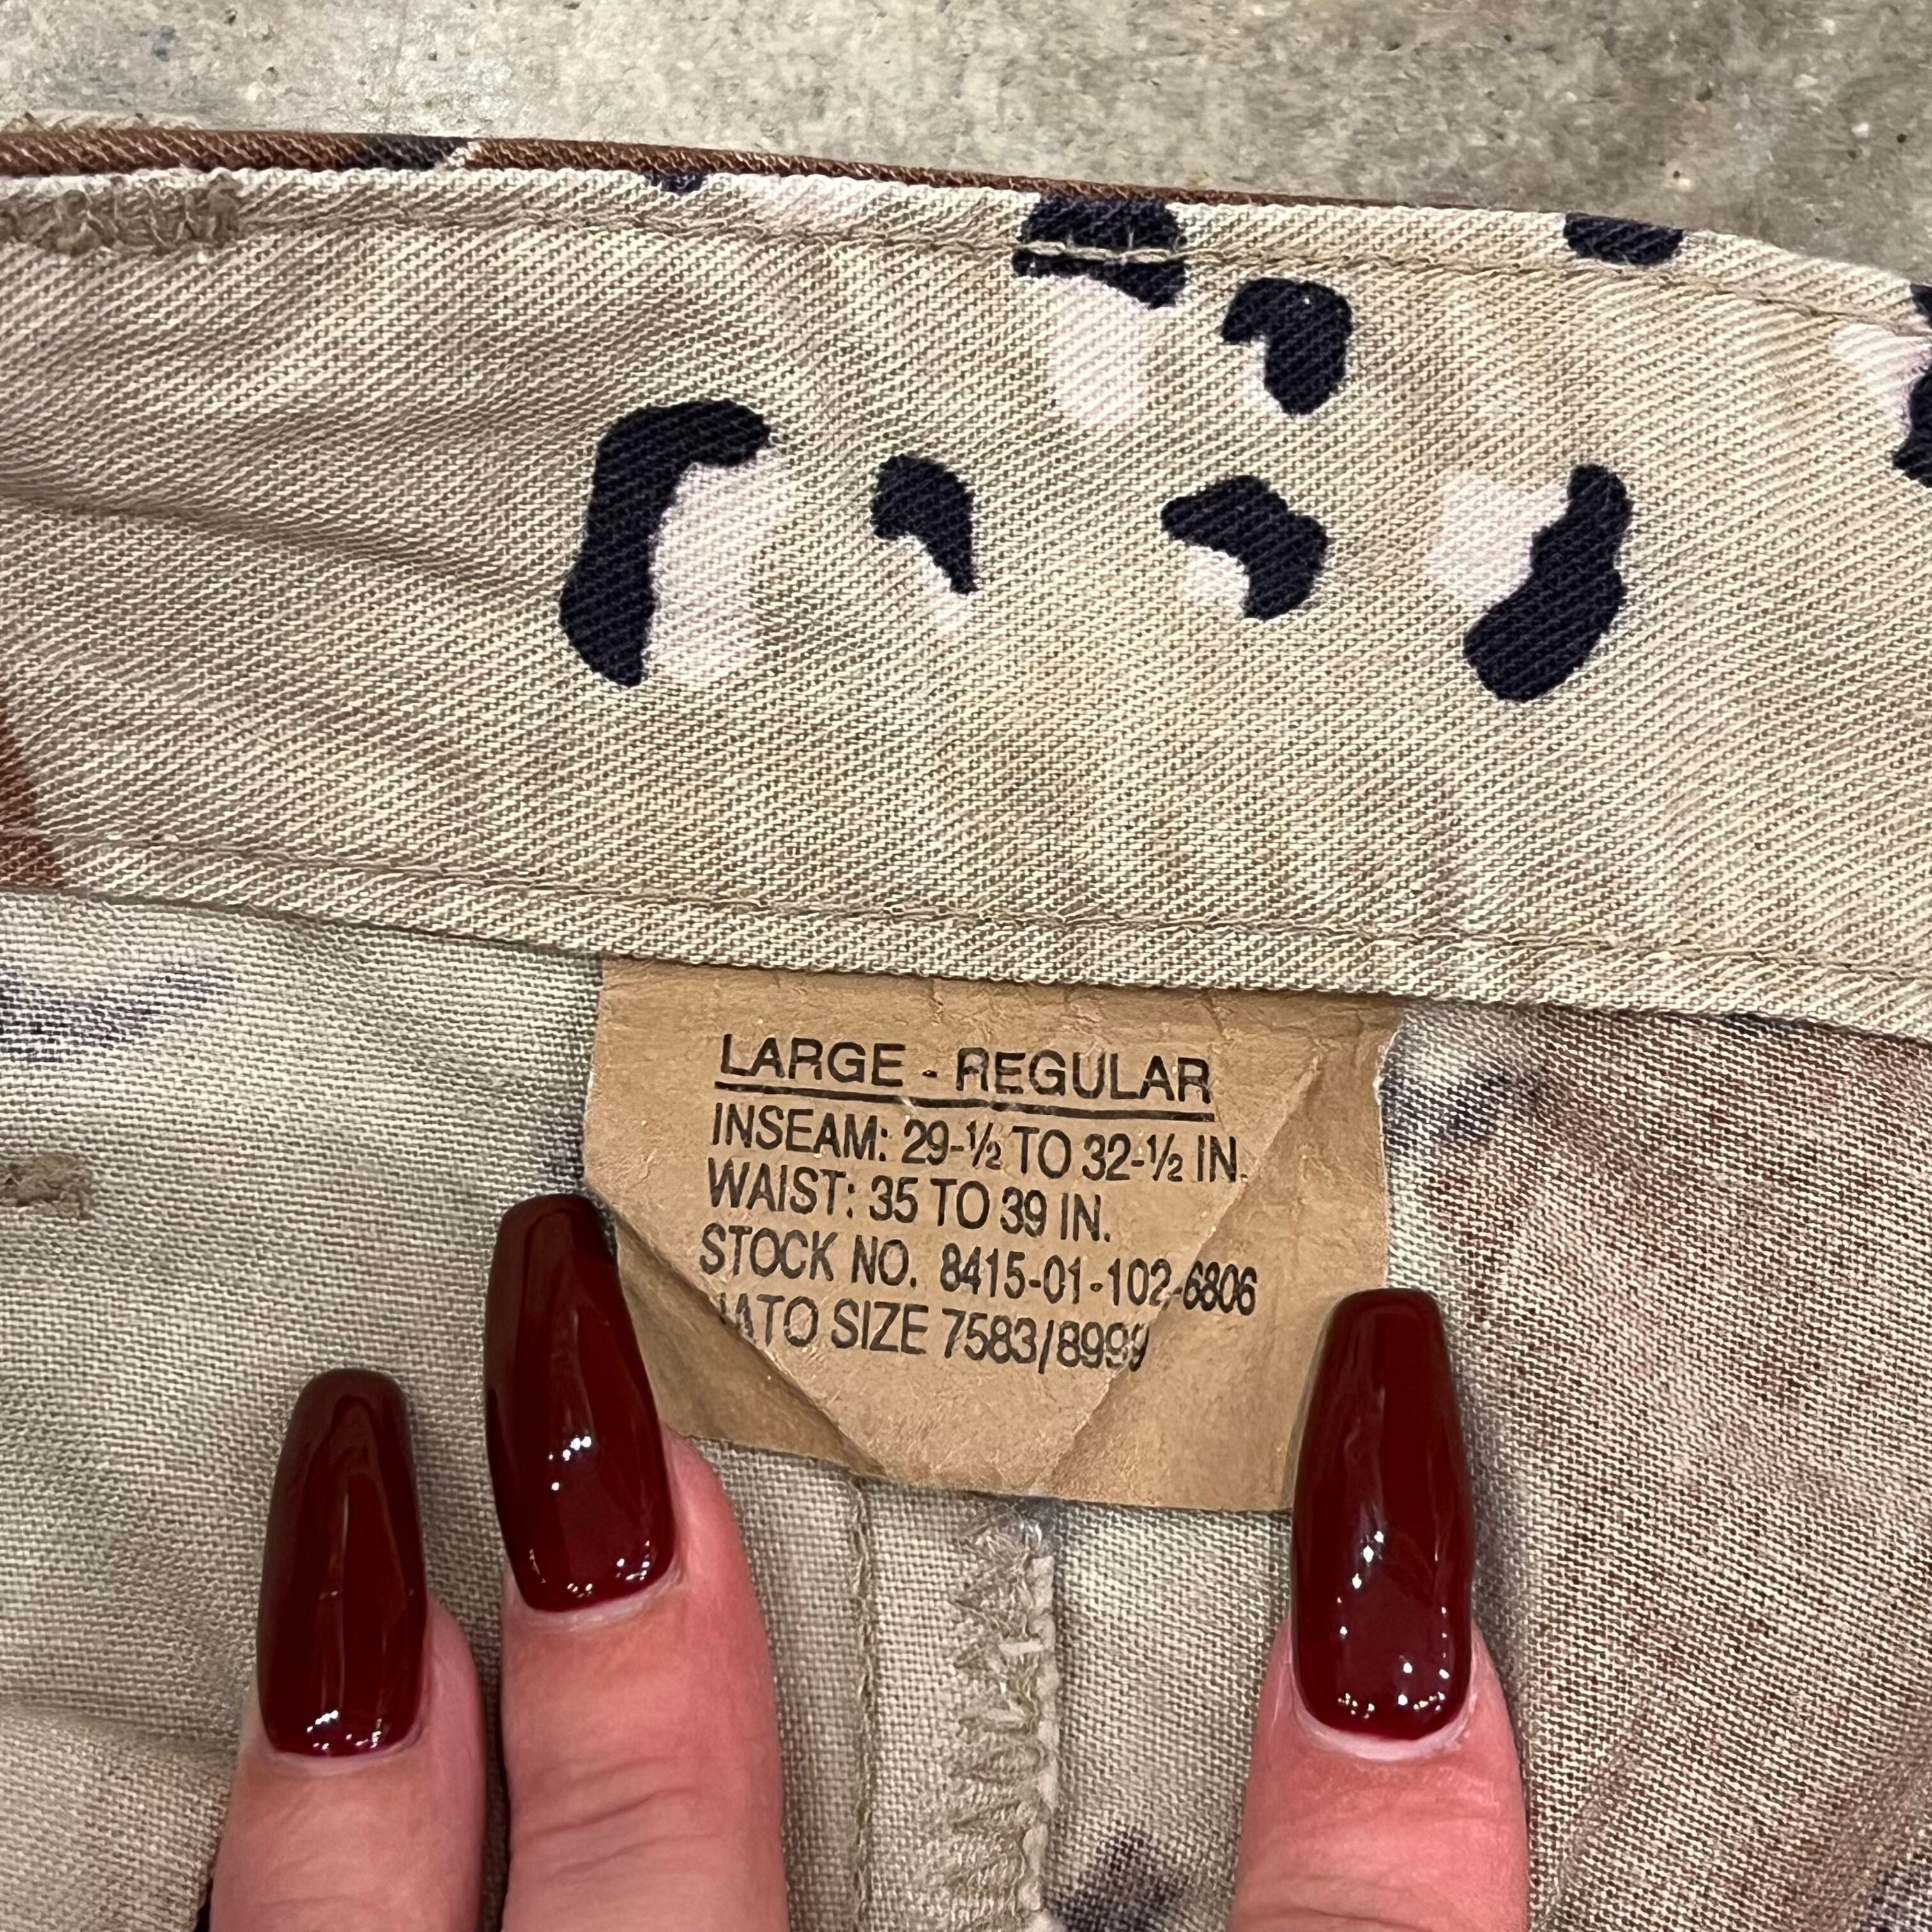 LARGE - REGULAR
INSEAM: 29-½ TO 32-½ IN.
WAIST: 35 TO 39 IN.
STOCK NO. 8415-01-102-6806
NATO SIZE 7583/8999